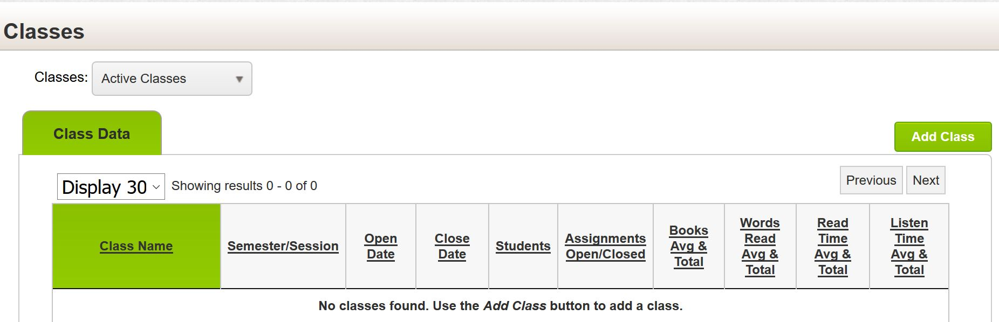 Classes
Classes: Active Classes
Class Data
Add Class
Display 30 Showing results 0 - 0 of 0
Previous Next
Class Name
Semester/Session
Open
Date
Close
Date
Students
Assignments
Open/Closed
Books
Avg &
Total
Words
Read
Avg &
Total
Read
Time
Avg &
Total
Listen
Time
Avg &
Total
No classes found. Use the Add Class button to add a class.